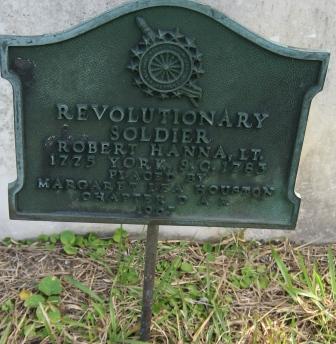 REVOLUTIONARY
SOLDIER
ROBERT HANNA, LT.
1775 YORK, S.C. 1783
PLACED BY
MARGARET LEA HOUSTON
CHAPTER D.A.R.